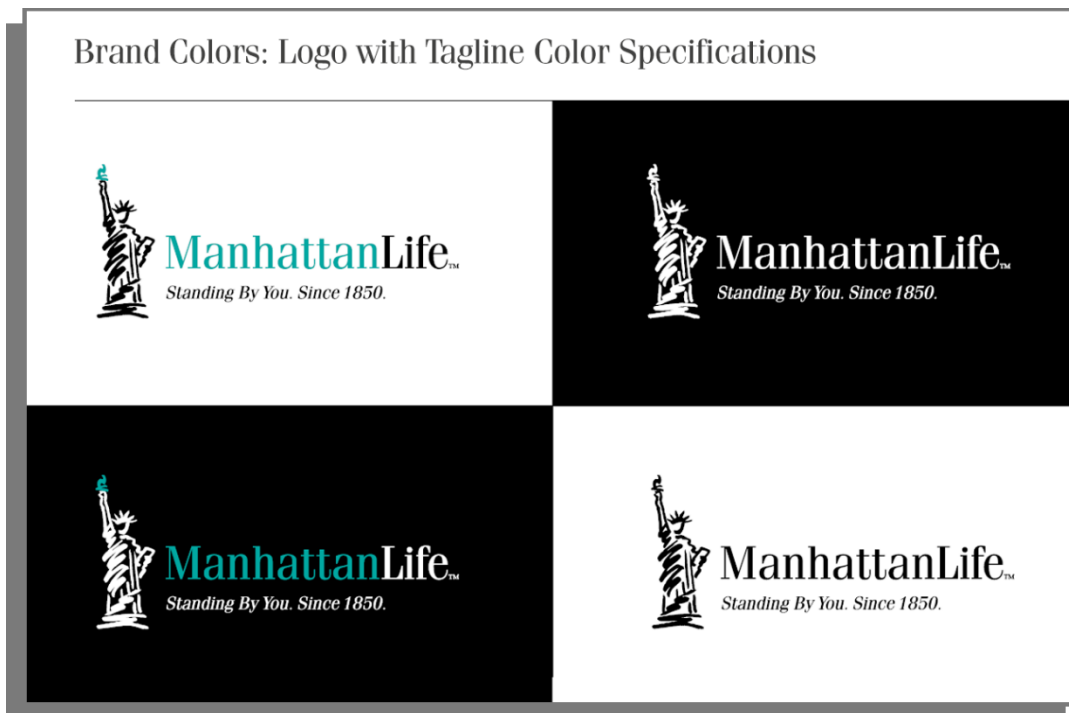 Brand Colors: Logo with Tagline Color Specifications
ManhattanLife™
Standing By You. Since 1850.
ManhattanLife™
Standing By You. Since 1850.
ManhattanLife™
Standing By You. Since 1850.
ManhattanLife™
Standing By You. Since 1850.